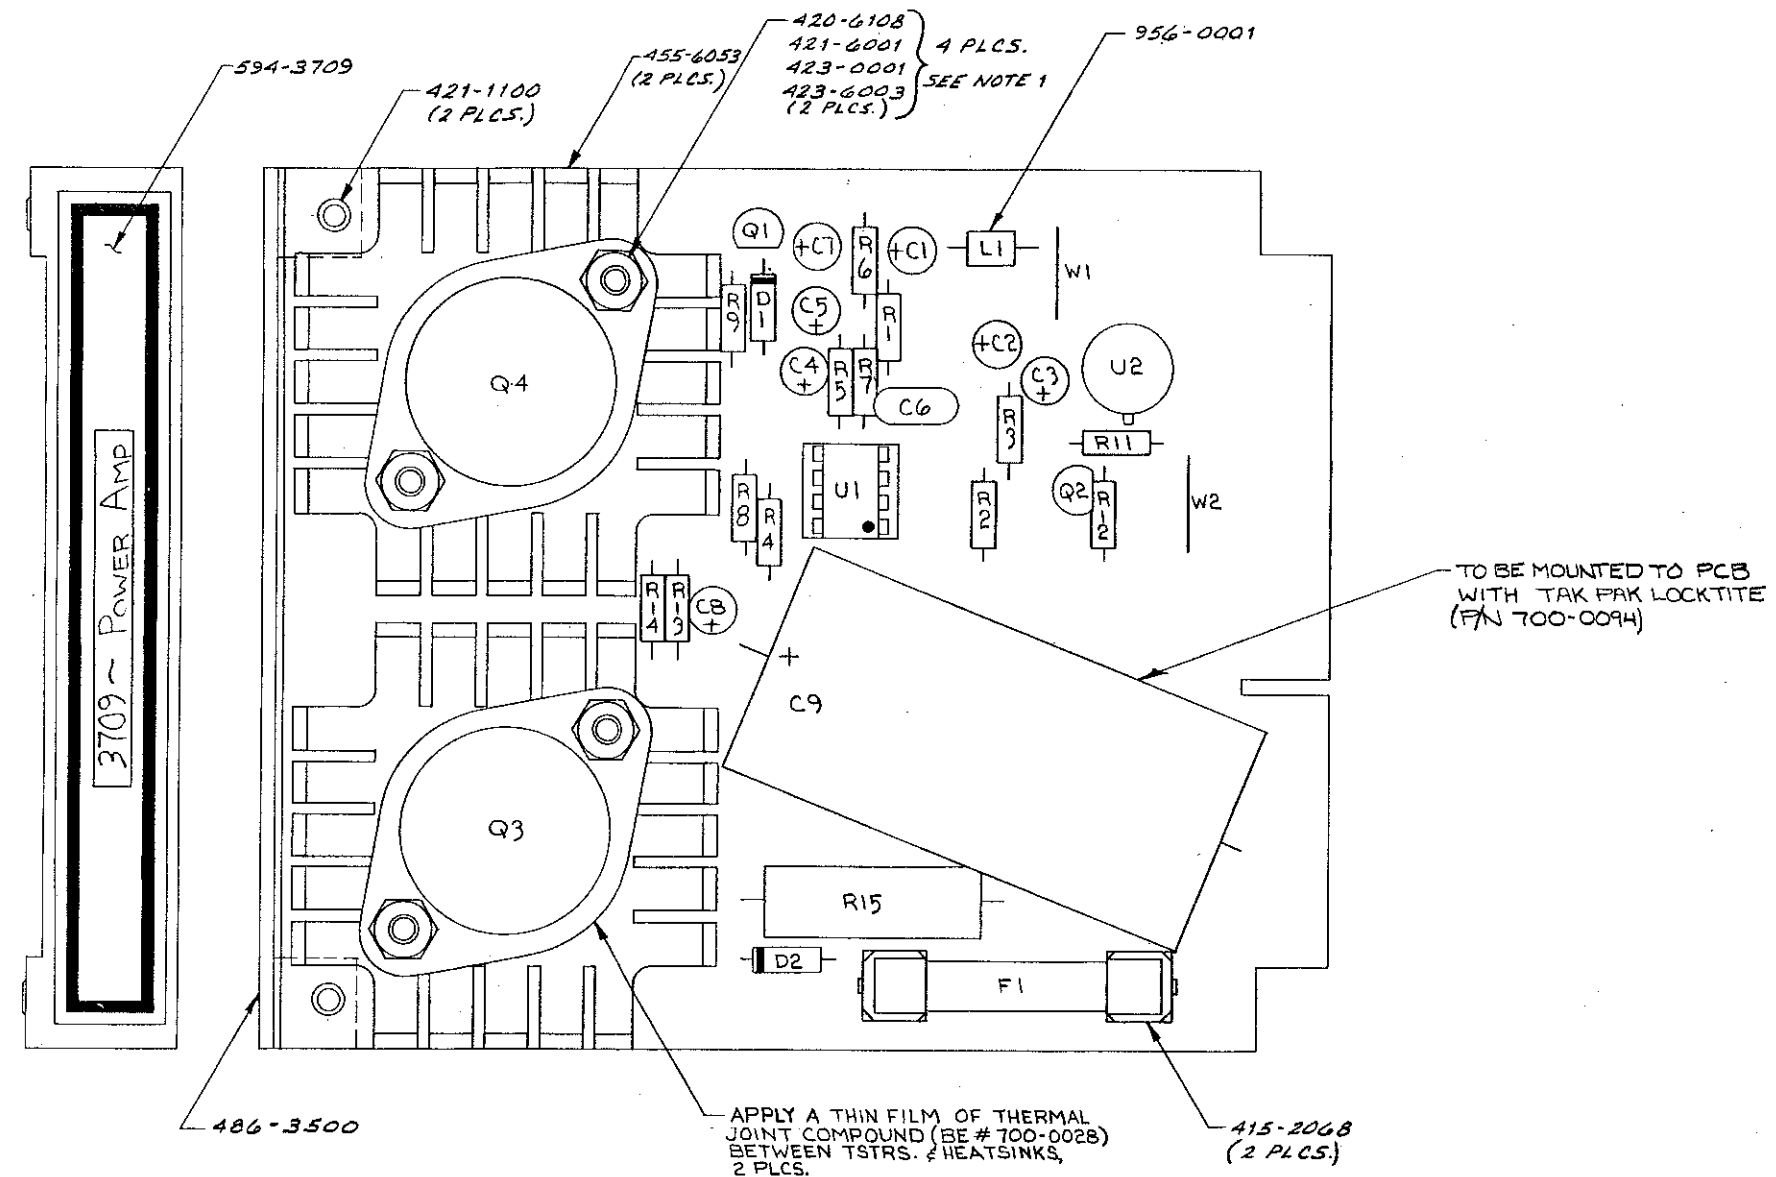 594-3709
421-1100
(2 PLCS.)
455-6053
(2 PLCS.)
420-6108
421-6001
423-0001
423-6003
(2 PLCS.)
4 PLCS.
SEE NOTE 1
956-0001
3709~ POWER AMP
Q4
Q1
+C7
R6
+C1
L1
W1
R9
D1
C5
+
R1
C4
+
R5
R7
C6
+C2
C3
+
U2
R3
R11
R8
R4
U1
R2
Q2
R12
W2
R14
R13
C8
+
+
C9
TO BE MOUNTED TO PCB
WITH TAK PAK LOCKTITE
(P/N 700-0094)
Q3
R15
D2
F1
486-3500
APPLY A THIN FILM OF THERMAL
JOINT COMPOUND (BE # 700-0028)
BETWEEN TSTRS. & HEATSINKS,
2 PLCS.
415-2068
(2 PLCS.)